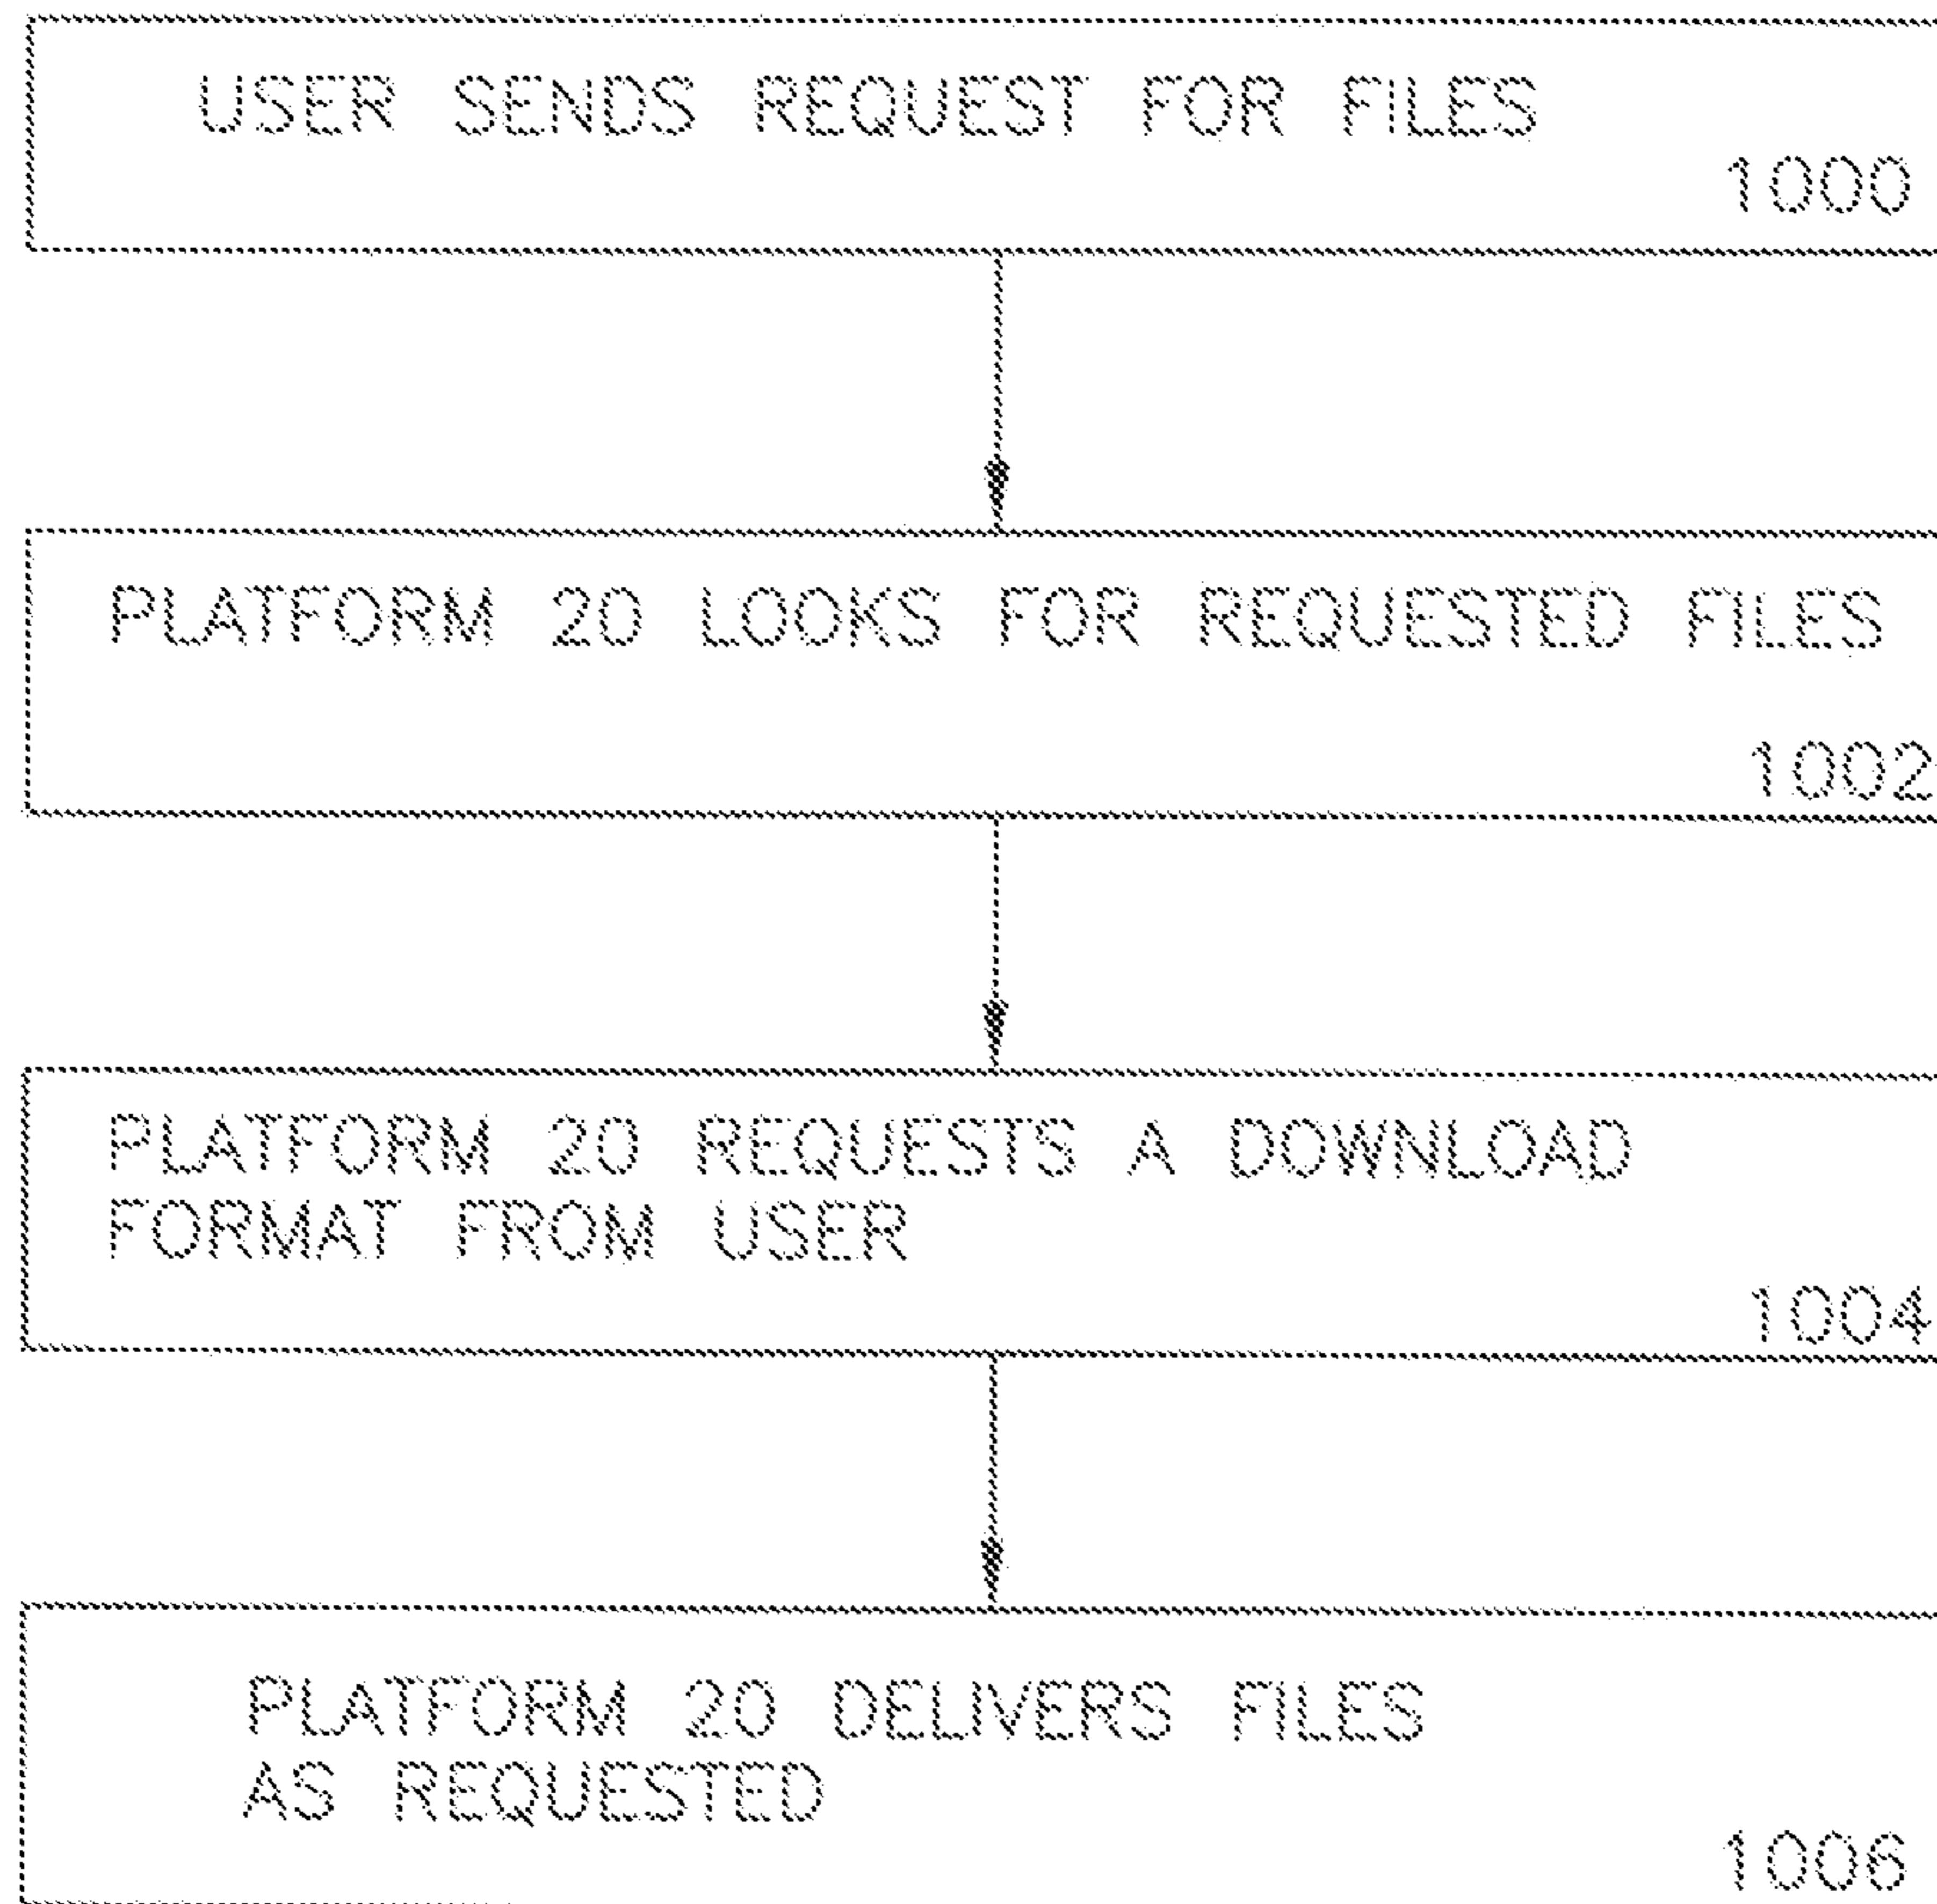 USER SENDS REQUEST FOR FILES
1000
PLATFORM 20 LOOKS FOR REQUESTED FILES
1002
PLATFORM 20 REQUESTS A DOWNLOAD
FORMAT FROM USER
1004
PLATFORM 20 DELIVERS FILES
AS REQUESTED
1006